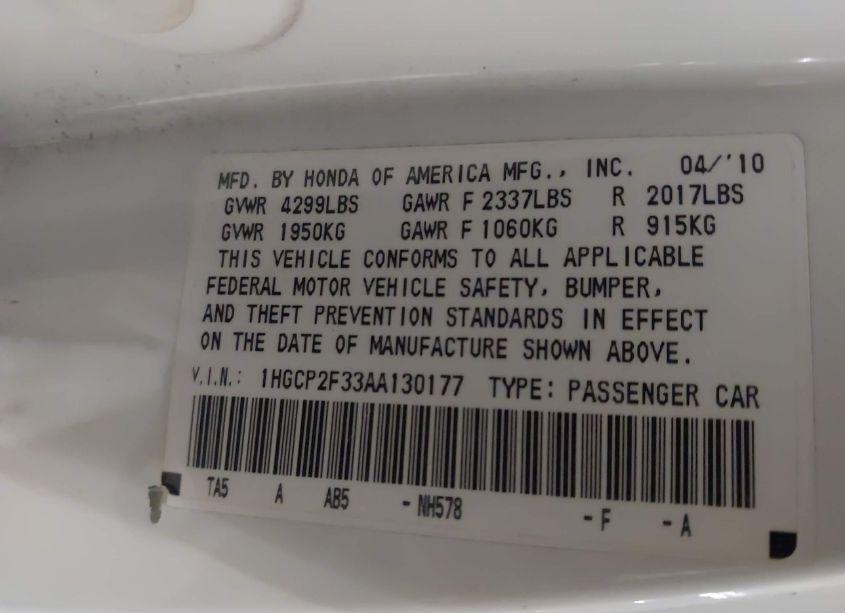 MFD. BY HONDA OF AMERICA MFG., INC. 04/'10
GVWR 4299LBS GAWR F 2337LBS R 2017LBS
GVWR 1950KG GAWR F 1060KG R 915KG
THIS VEHICLE CONFORMS TO ALL APPLICABLE
FEDERAL MOTOR VEHICLE SAFETY, BUMPER,
AND THEFT PREVENTION STANDARDS IN EFFECT
ON THE DATE OF MANUFACTURE SHOWN ABOVE.
V.I.N.: 1HGCP2F33AA130177 TYPE: PASSENGER CAR
TA5 A AB5 - NH578 - F - A